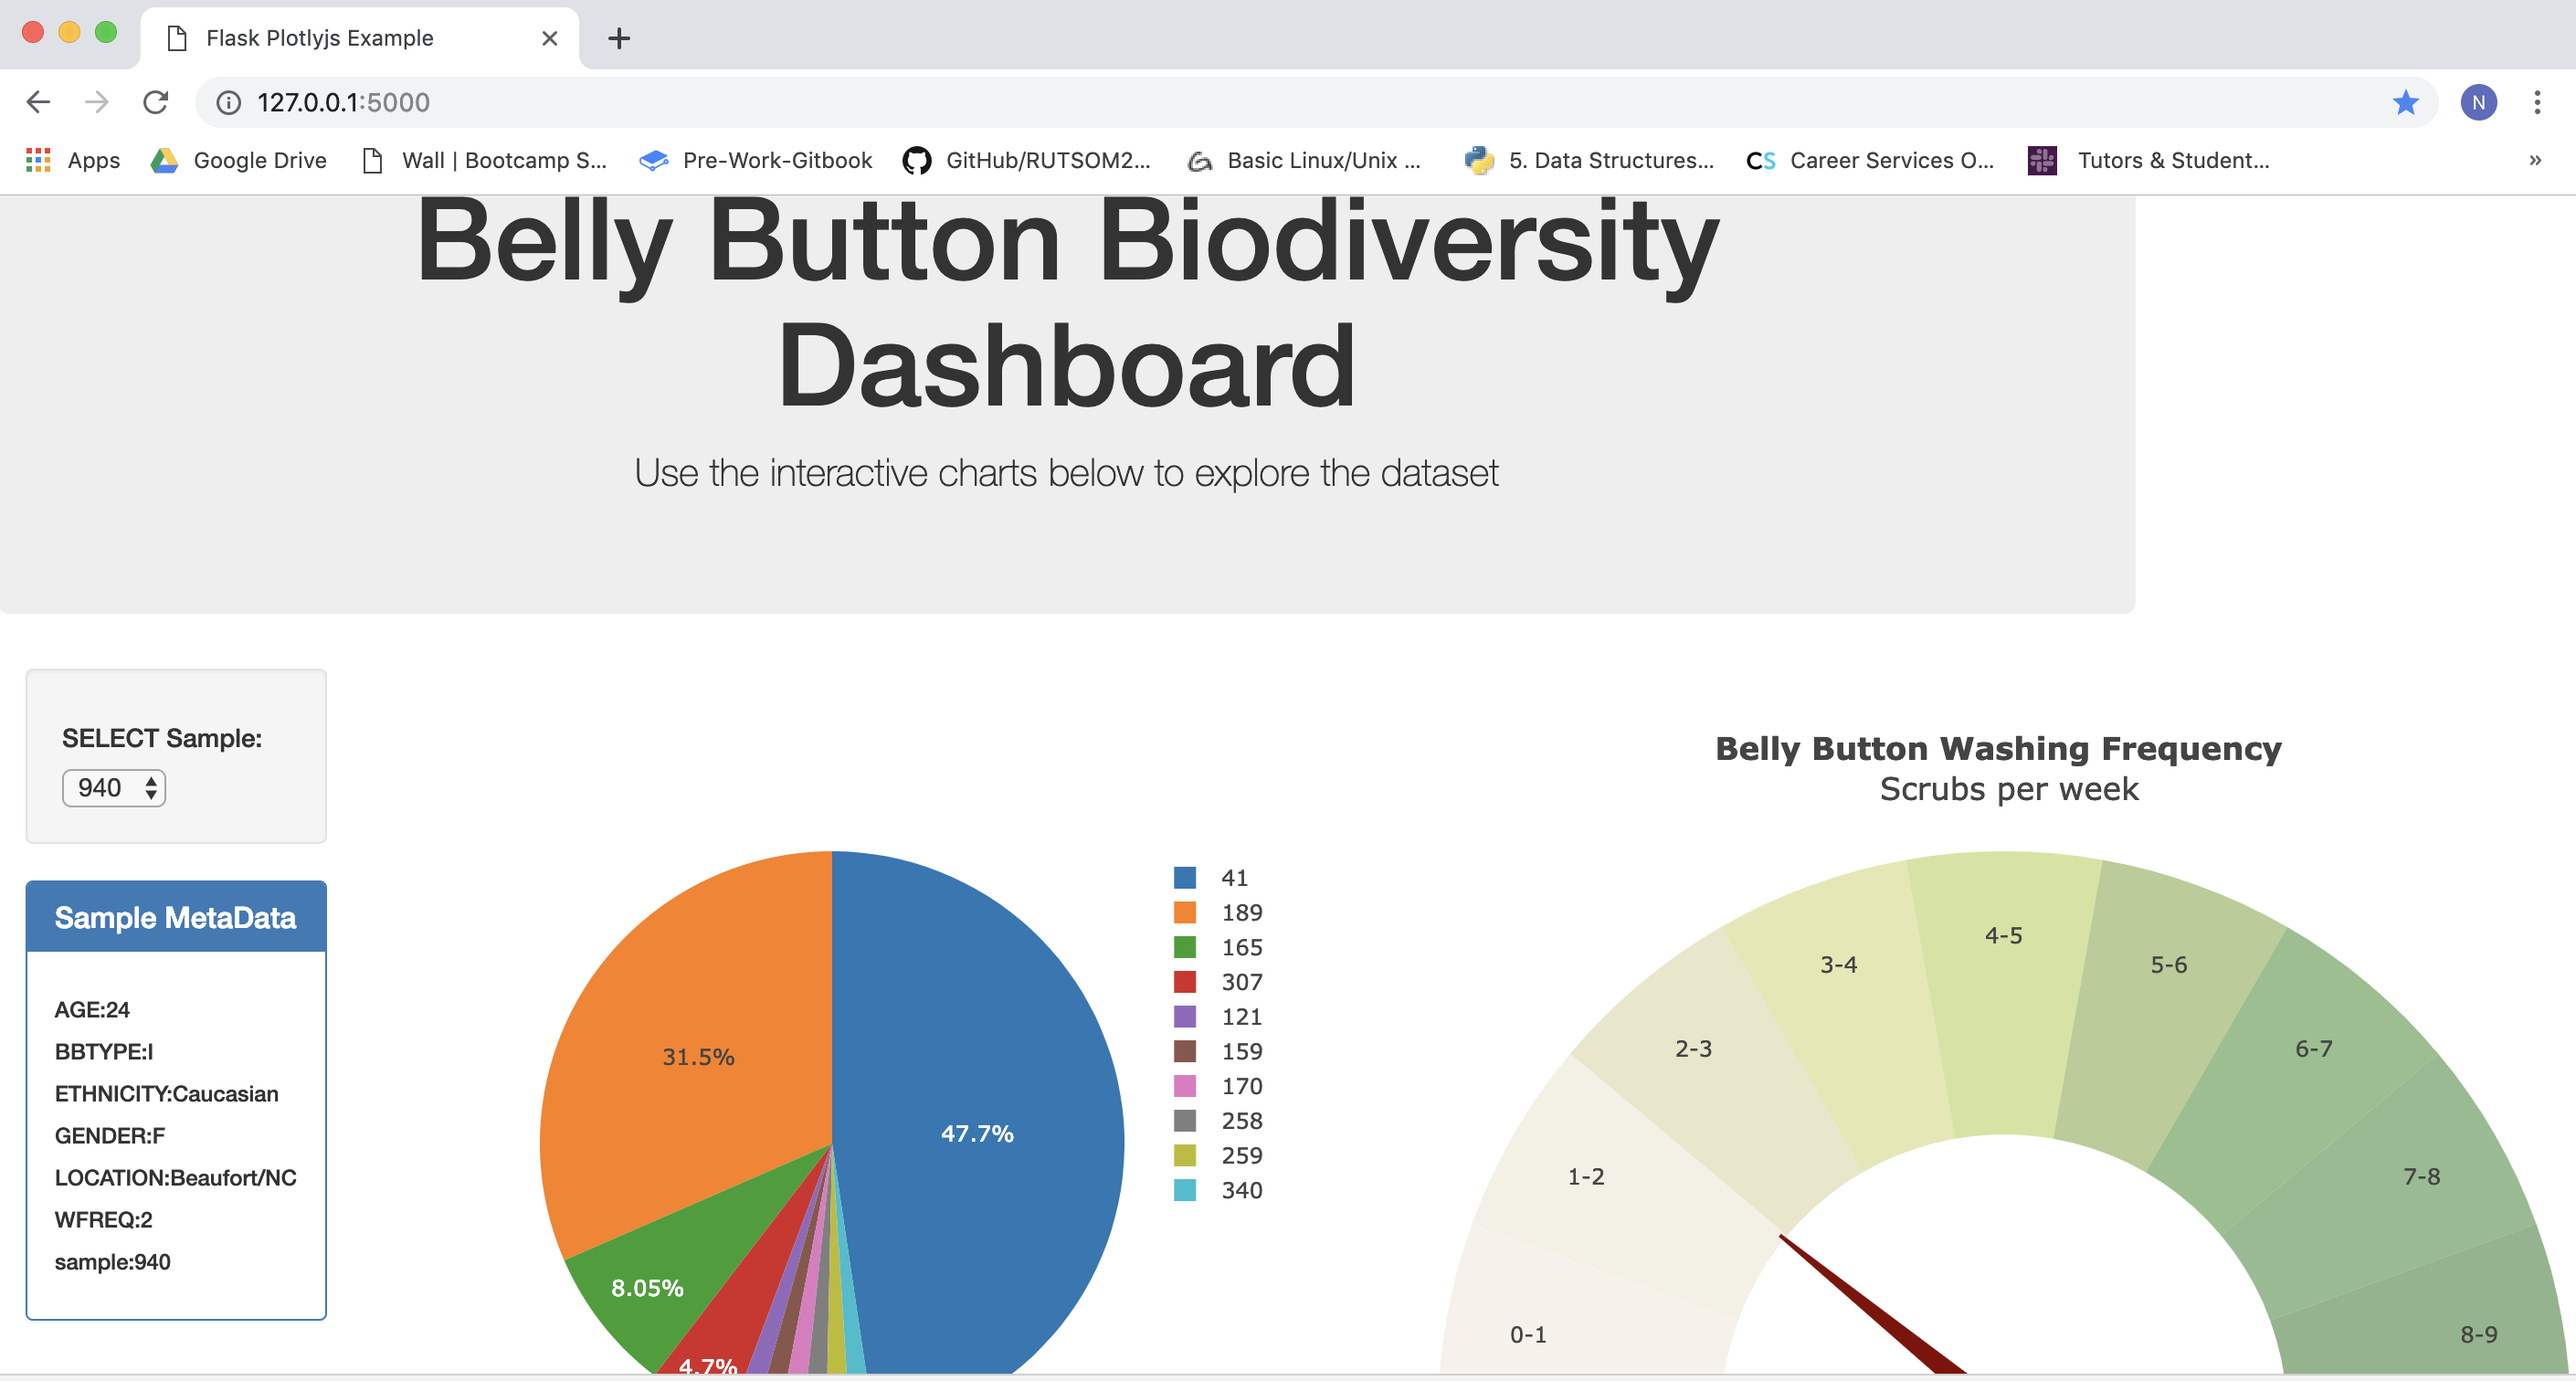 Flask Plotlyjs Example
127.0.0.1:5000
N
Apps
Google Drive
Wall | Bootcamp S...
Pre-Work-Gitbook
GitHub/RUTSOM2...
Basic Linux/Unix ...
5. Data Structures...
CS
Career Services O...
Tutors & Student...
»
Belly Button Biodiversity
Dashboard
Use the interactive charts below to explore the dataset
SELECT Sample:
940
Sample MetaData
AGE:24
BBTYPE:I
ETHNICITY:Caucasian
GENDER:F
LOCATION:Beaufort/NC
WFREQ:2
sample:940
31.5%
47.7%
8.05%
4.7%
41
189
165
307
121
159
170
258
259
340
Belly Button Washing Frequency
Scrubs per week
0-1
1-2
2-3
3-4
4-5
5-6
6-7
7-8
8-9